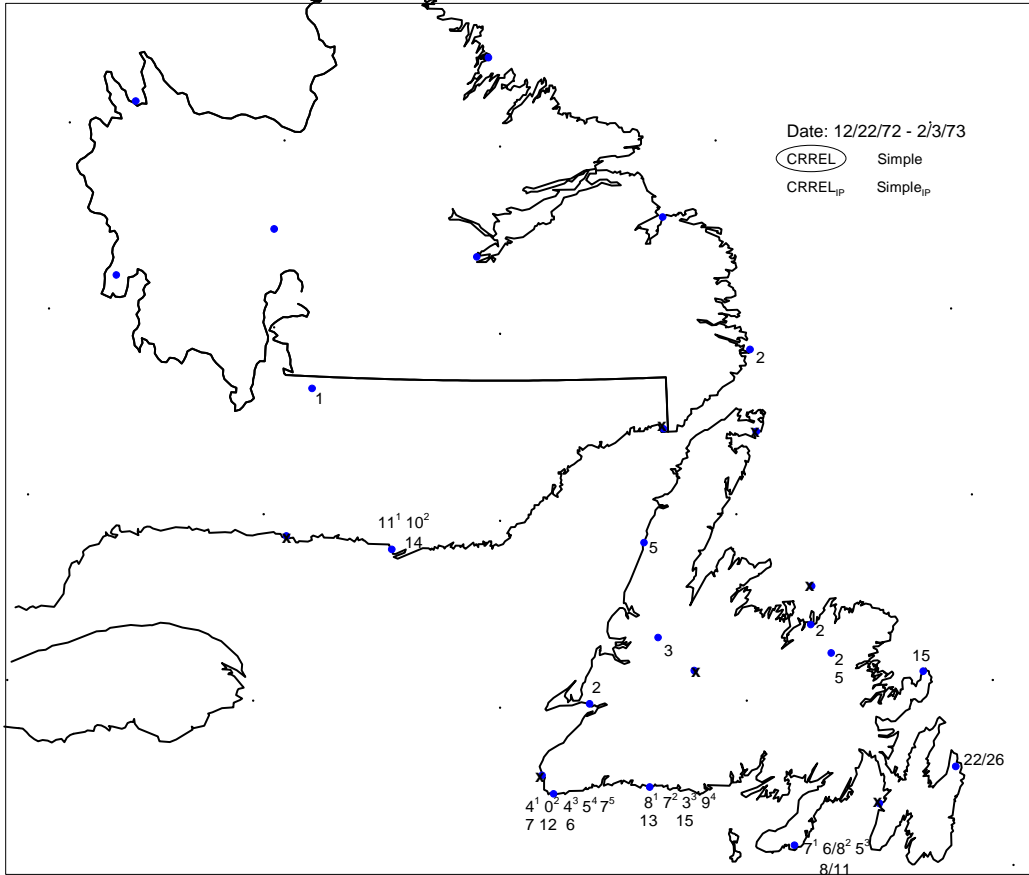 Date: 12/22/72 - 2/3/73
CRREL Simple
CRREL_IP Simple_IP
2
1
x
x
11¹ 10²
14
x
5
x
2
3
2
5
x
15
2
22/26
x
4¹ 0² 4³ 5⁴ 7⁵
7 12 6
8¹ 7² 3³ 9⁴
13 15
x
7¹ 6/8² 5³
8/11